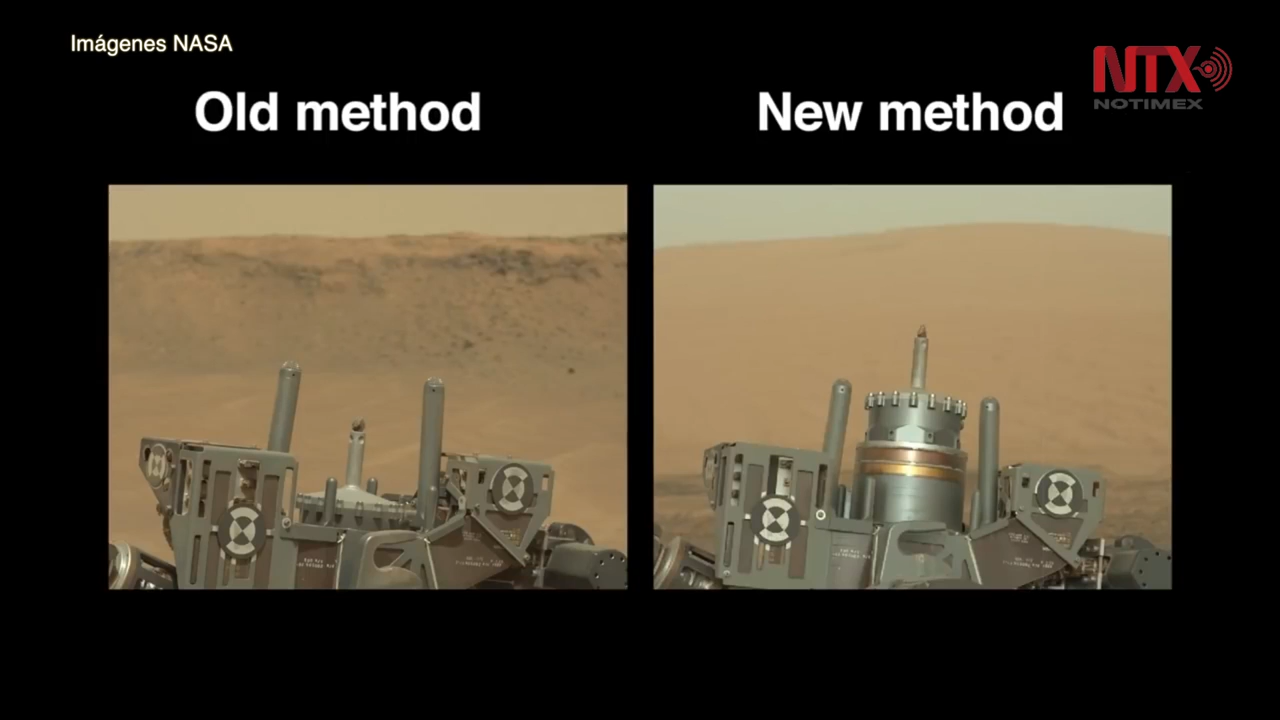 Imágenes NASA
NTX
NOTIMEX
Old method
New method